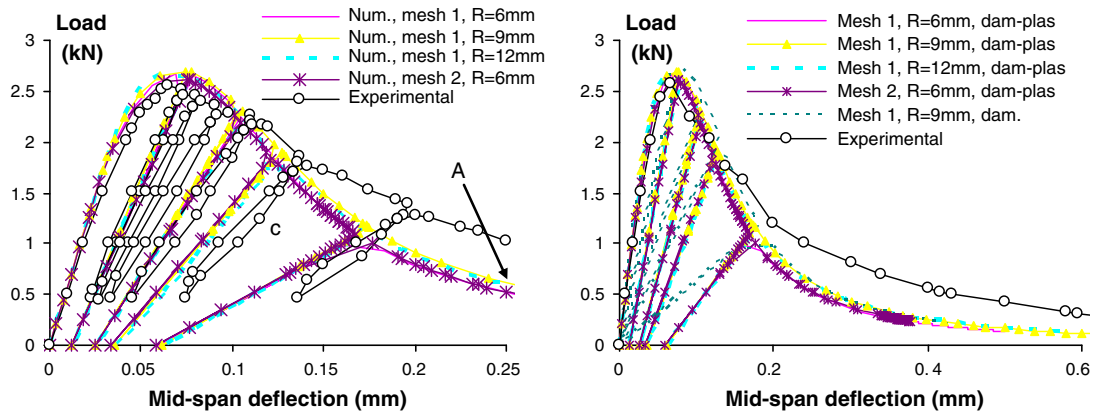 Load
(kN)
Num., mesh 1, R=6mm
Num., mesh 1, R=9mm
Num., mesh 1, R=12mm
Num., mesh 2, R=6mm
Experimental
3
2.5
2
1.5
1
0.5
0
A
c
0 0.05 0.1 0.15 0.2 0.25
Mid-span deflection (mm)
Load
(kN)
Mesh 1, R=6mm, dam-plas
Mesh 1, R=9mm, dam-plas
Mesh 1, R=12mm, dam-plas
Mesh 2, R=6mm, dam-plas
Mesh 1, R=9mm, dam.
Experimental
3
2.5
2
1.5
1
0.5
0
0 0.2 0.4 0.6
Mid-span deflection (mm)